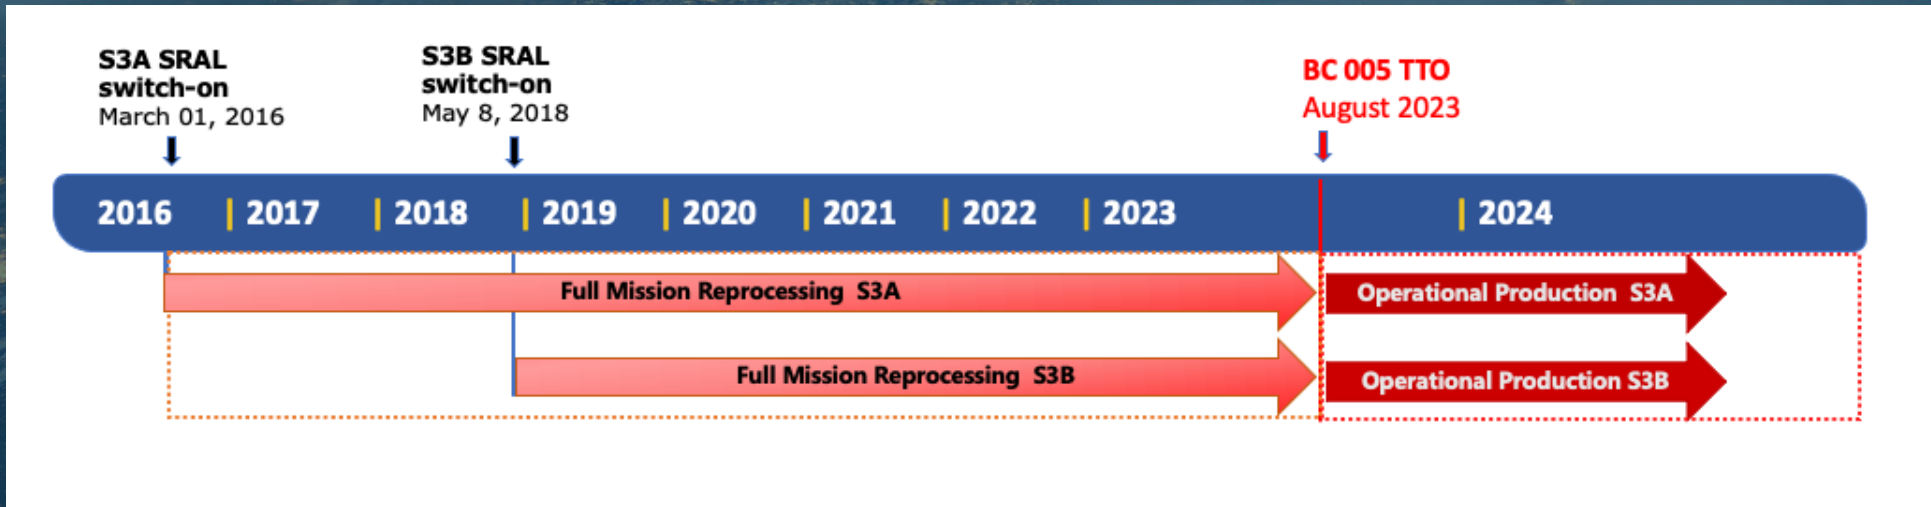 S3A SRAL
switch-on
March 01, 2016
S3B SRAL
switch-on
May 8, 2018
BC 005 TTO
August 2023
2016 | 2017 | 2018 | 2019 | 2020 | 2021 | 2022 | 2023 | 2024
Full Mission Reprocessing S3A
Operational Production S3A
Full Mission Reprocessing S3B
Operational Production S3B